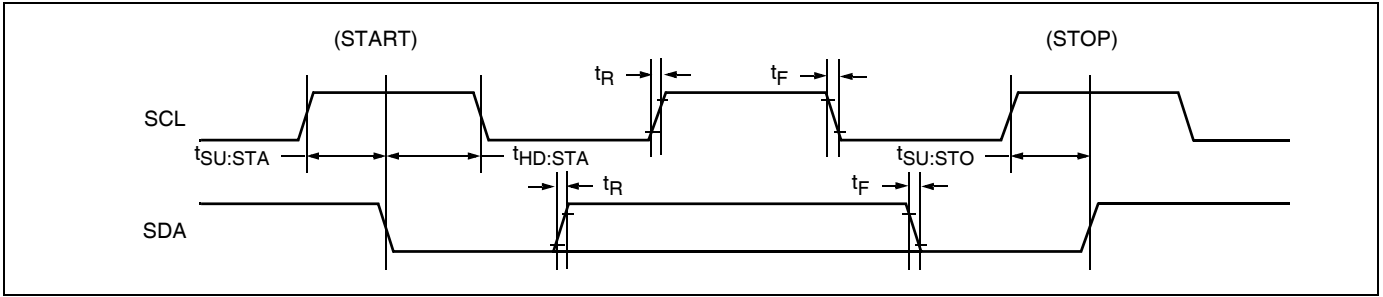 (START)
(STOP)
tR
tF
SCL
tSU:STA
tHD:STA
tSU:STO
tR
tF
SDA